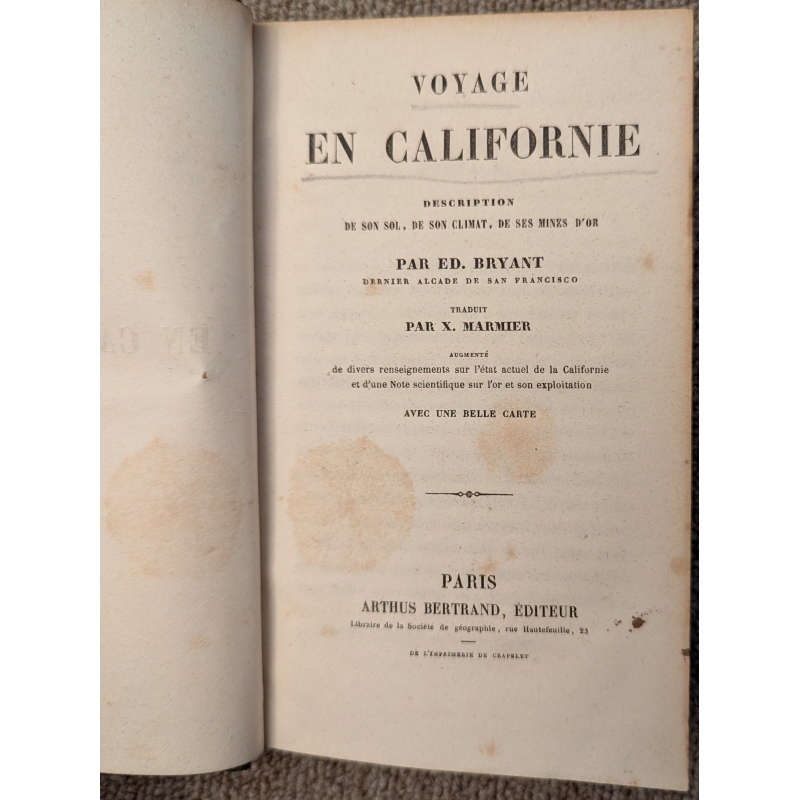 VOYAGE
EN CALIFORNIE
DESCRIPTION
DE SON SOL, DE SON CLIMAT, DE SES MINES D'OR
PAR ED. BRYANT
DERNIER ALCADE DE SAN FRANCISCO
TRADUIT
PAR X. MARMIER
AUGMENTÉ
de divers renseignements sur l'état actuel de la Californie
et d'une Note scientifique sur l'or et son exploitation
AVEC UNE BELLE CARTE
PARIS
ARTHUS BERTRAND, ÉDITEUR
Libraire de la Société de géographie, rue Hautefeuille, 23
DE L'IMPRIMERIE DE CRAPELET